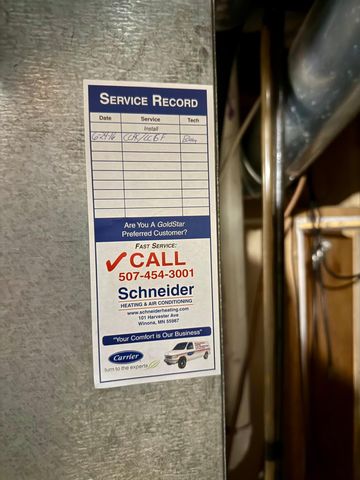 SERVICE RECORD
Date Service Tech
Install
Are You A GoldStar
Preferred Customer?
FAST SERVICE:
CALL
507-454-3001
Schneider
HEATING & AIR CONDITIONING
www.schneiderheating.com
101 Harvester Ave
Winona, MN 55987
"Your Comfort is Our Business"
Carrier
turn to the experts